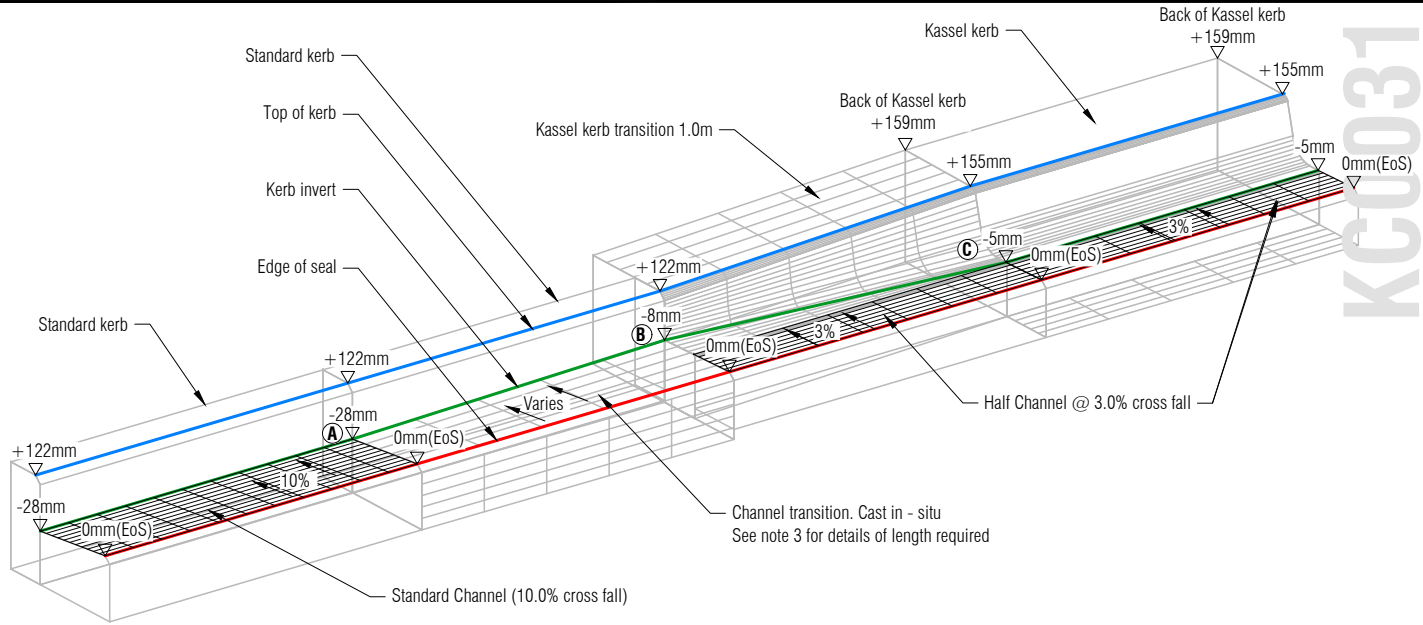 Back of Kassel kerb
+159mm
Kassel kerb
+155mm
KC0031
Standard kerb
Back of Kassel kerb
+159mm
Top of kerb
Kassel kerb transition 1.0m
-5mm
0mm(EoS)
+155mm
Kerb invert
3%
C
-5mm
0mm(EoS)
Edge of seal
+122mm
-8mm
B
3%
0mm(EoS)
Standard kerb
+122mm
Half Channel @ 3.0% cross fall
Varies
-28mm
A
0mm(EoS)
+122mm
10%
-28mm
0mm(EoS)
Channel transition. Cast in - situ
See note 3 for details of length required
Standard Channel (10.0% cross fall)